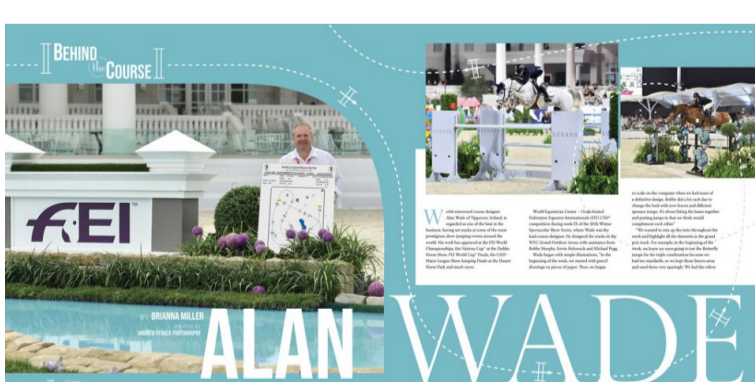 BEHIND
the COURSE
FEI
BY BRIANNA MILLER
PHOTOS BY
ANDREW RYBACK PHOTOGRAPHY
ALAN
WADE
World-renowned course designer
Alan Wade of Tipperary, Ireland, is
regarded as one of the best in the
business, having set tracks at some of the most
prestigious show jumping events around the
world. His work has appeared at the FEI World
Championships, the Nations Cup™ at the Dublin
Horse Show, FEI World Cup™ Finals, the
Major League Show Jumping Finals at the Desert
Horse Park and much more.
World Equestrian Center – Ocala hosted
Fédération Equestre Internationale (FEI)
competition during week of the 2024 Winter
Spectacular Show Series, where Wade was the
lead course designer. He designed the tracks in the
WEC Grand Outdoor Arena with assistance from
Bobby Murphy, Kevin Holowack and Michael Pegg.
Wade began with simple illustrations. "In the
beginning of the week, we started with pencil
drawings on pieces of paper. Then, we began
to scale on the computer when we had more of
a definitive design. Bobby did a lot each day to
change the look with new fences and different
sponsor jumps. It's about fitting the bases together
and putting jumps in that we think would
complement each other."
"We wanted to mix up the tests throughout the
week and highlight all the elements in the grand
prix track. For example, in the beginning of the
week, we knew we were going to use the Butterfly
jumps for the triple combination because we
had ten standards, so we kept those fences away
and used them very sparingly. We had the riders